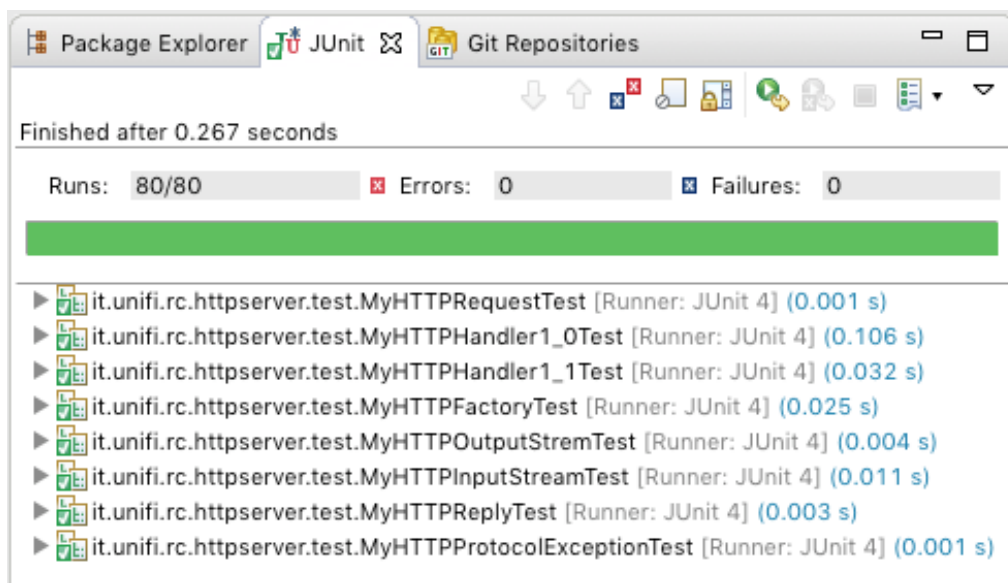 Package Explorer JUnit Git Repositories
Finished after 0.267 seconds
Runs: 80/80 Errors: 0 Failures: 0
it.unifi.rc.httpserver.test.MyHTTPRequestTest [Runner: JUnit 4] (0.001 s)
it.unifi.rc.httpserver.test.MyHTTPHandler1_0Test [Runner: JUnit 4] (0.106 s)
it.unifi.rc.httpserver.test.MyHTTPHandler1_1Test [Runner: JUnit 4] (0.032 s)
it.unifi.rc.httpserver.test.MyHTTPFactoryTest [Runner: JUnit 4] (0.025 s)
it.unifi.rc.httpserver.test.MyHTTPOutputStremTest [Runner: JUnit 4] (0.004 s)
it.unifi.rc.httpserver.test.MyHTTPInputStreamTest [Runner: JUnit 4] (0.011 s)
it.unifi.rc.httpserver.test.MyHTTPReplyTest [Runner: JUnit 4] (0.003 s)
it.unifi.rc.httpserver.test.MyHTTPProtocolExceptionTest [Runner: JUnit 4] (0.001 s)